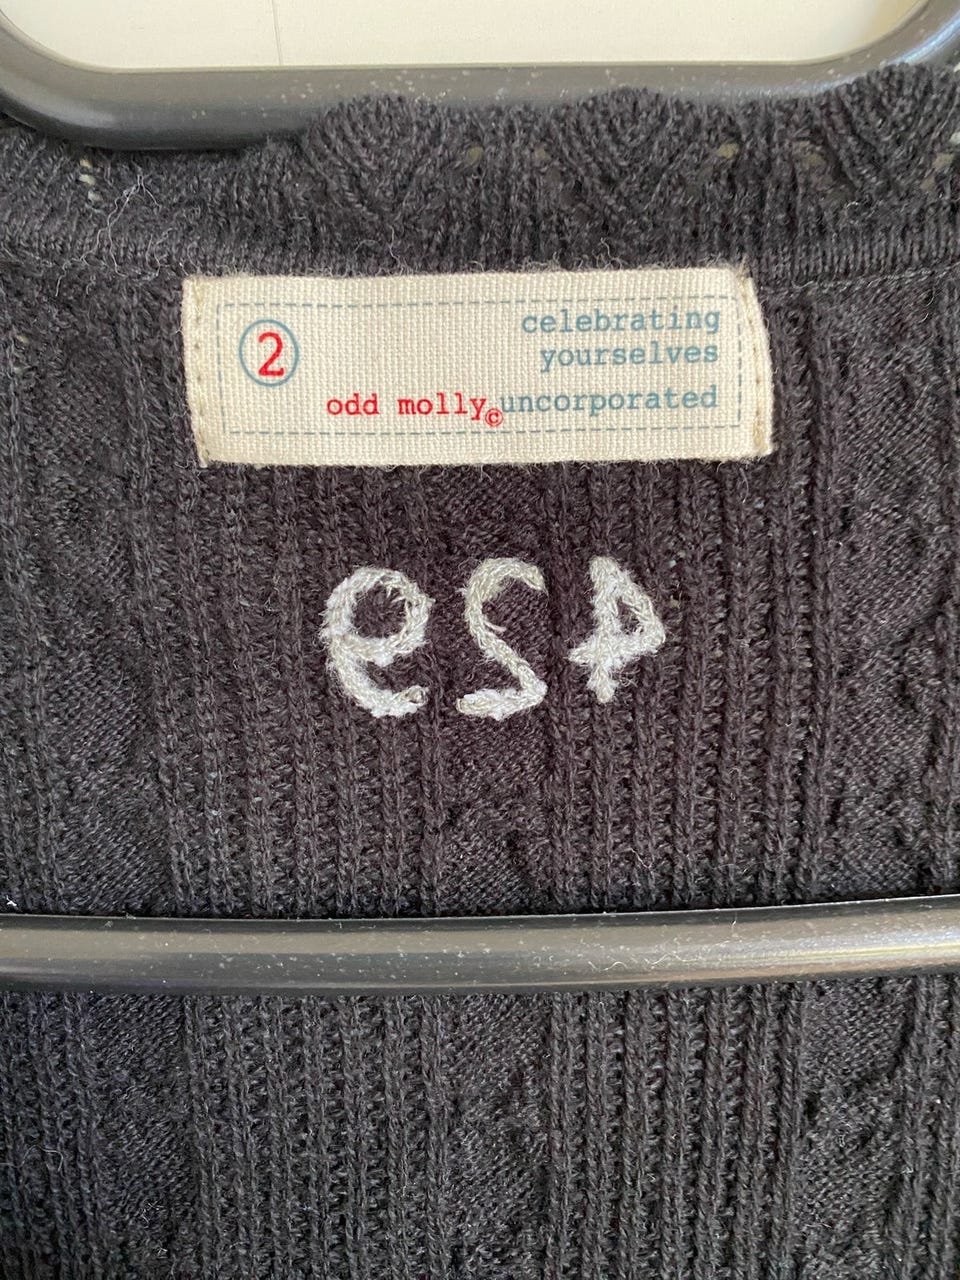 2
celebrating
yourselves
odd molly©uncorporated
429